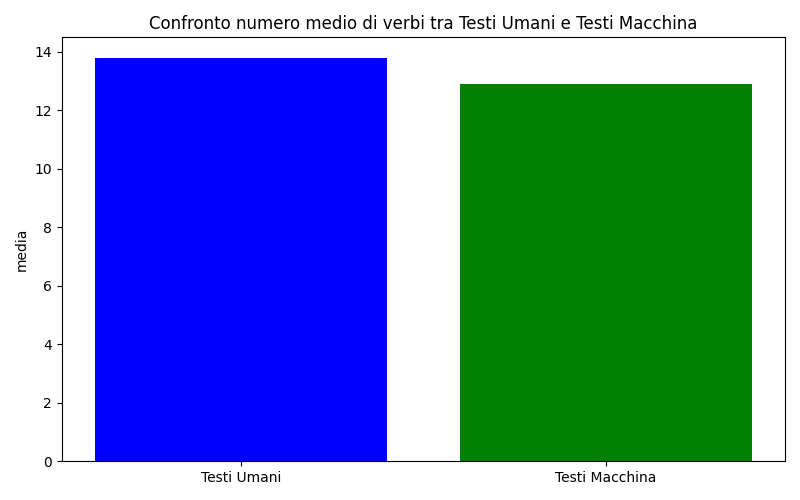 Confronto numero medio di verbi tra Testi Umani e Testi Macchina
14
12
10
8
6
4
2
0
media
Testi Umani
Testi Macchina